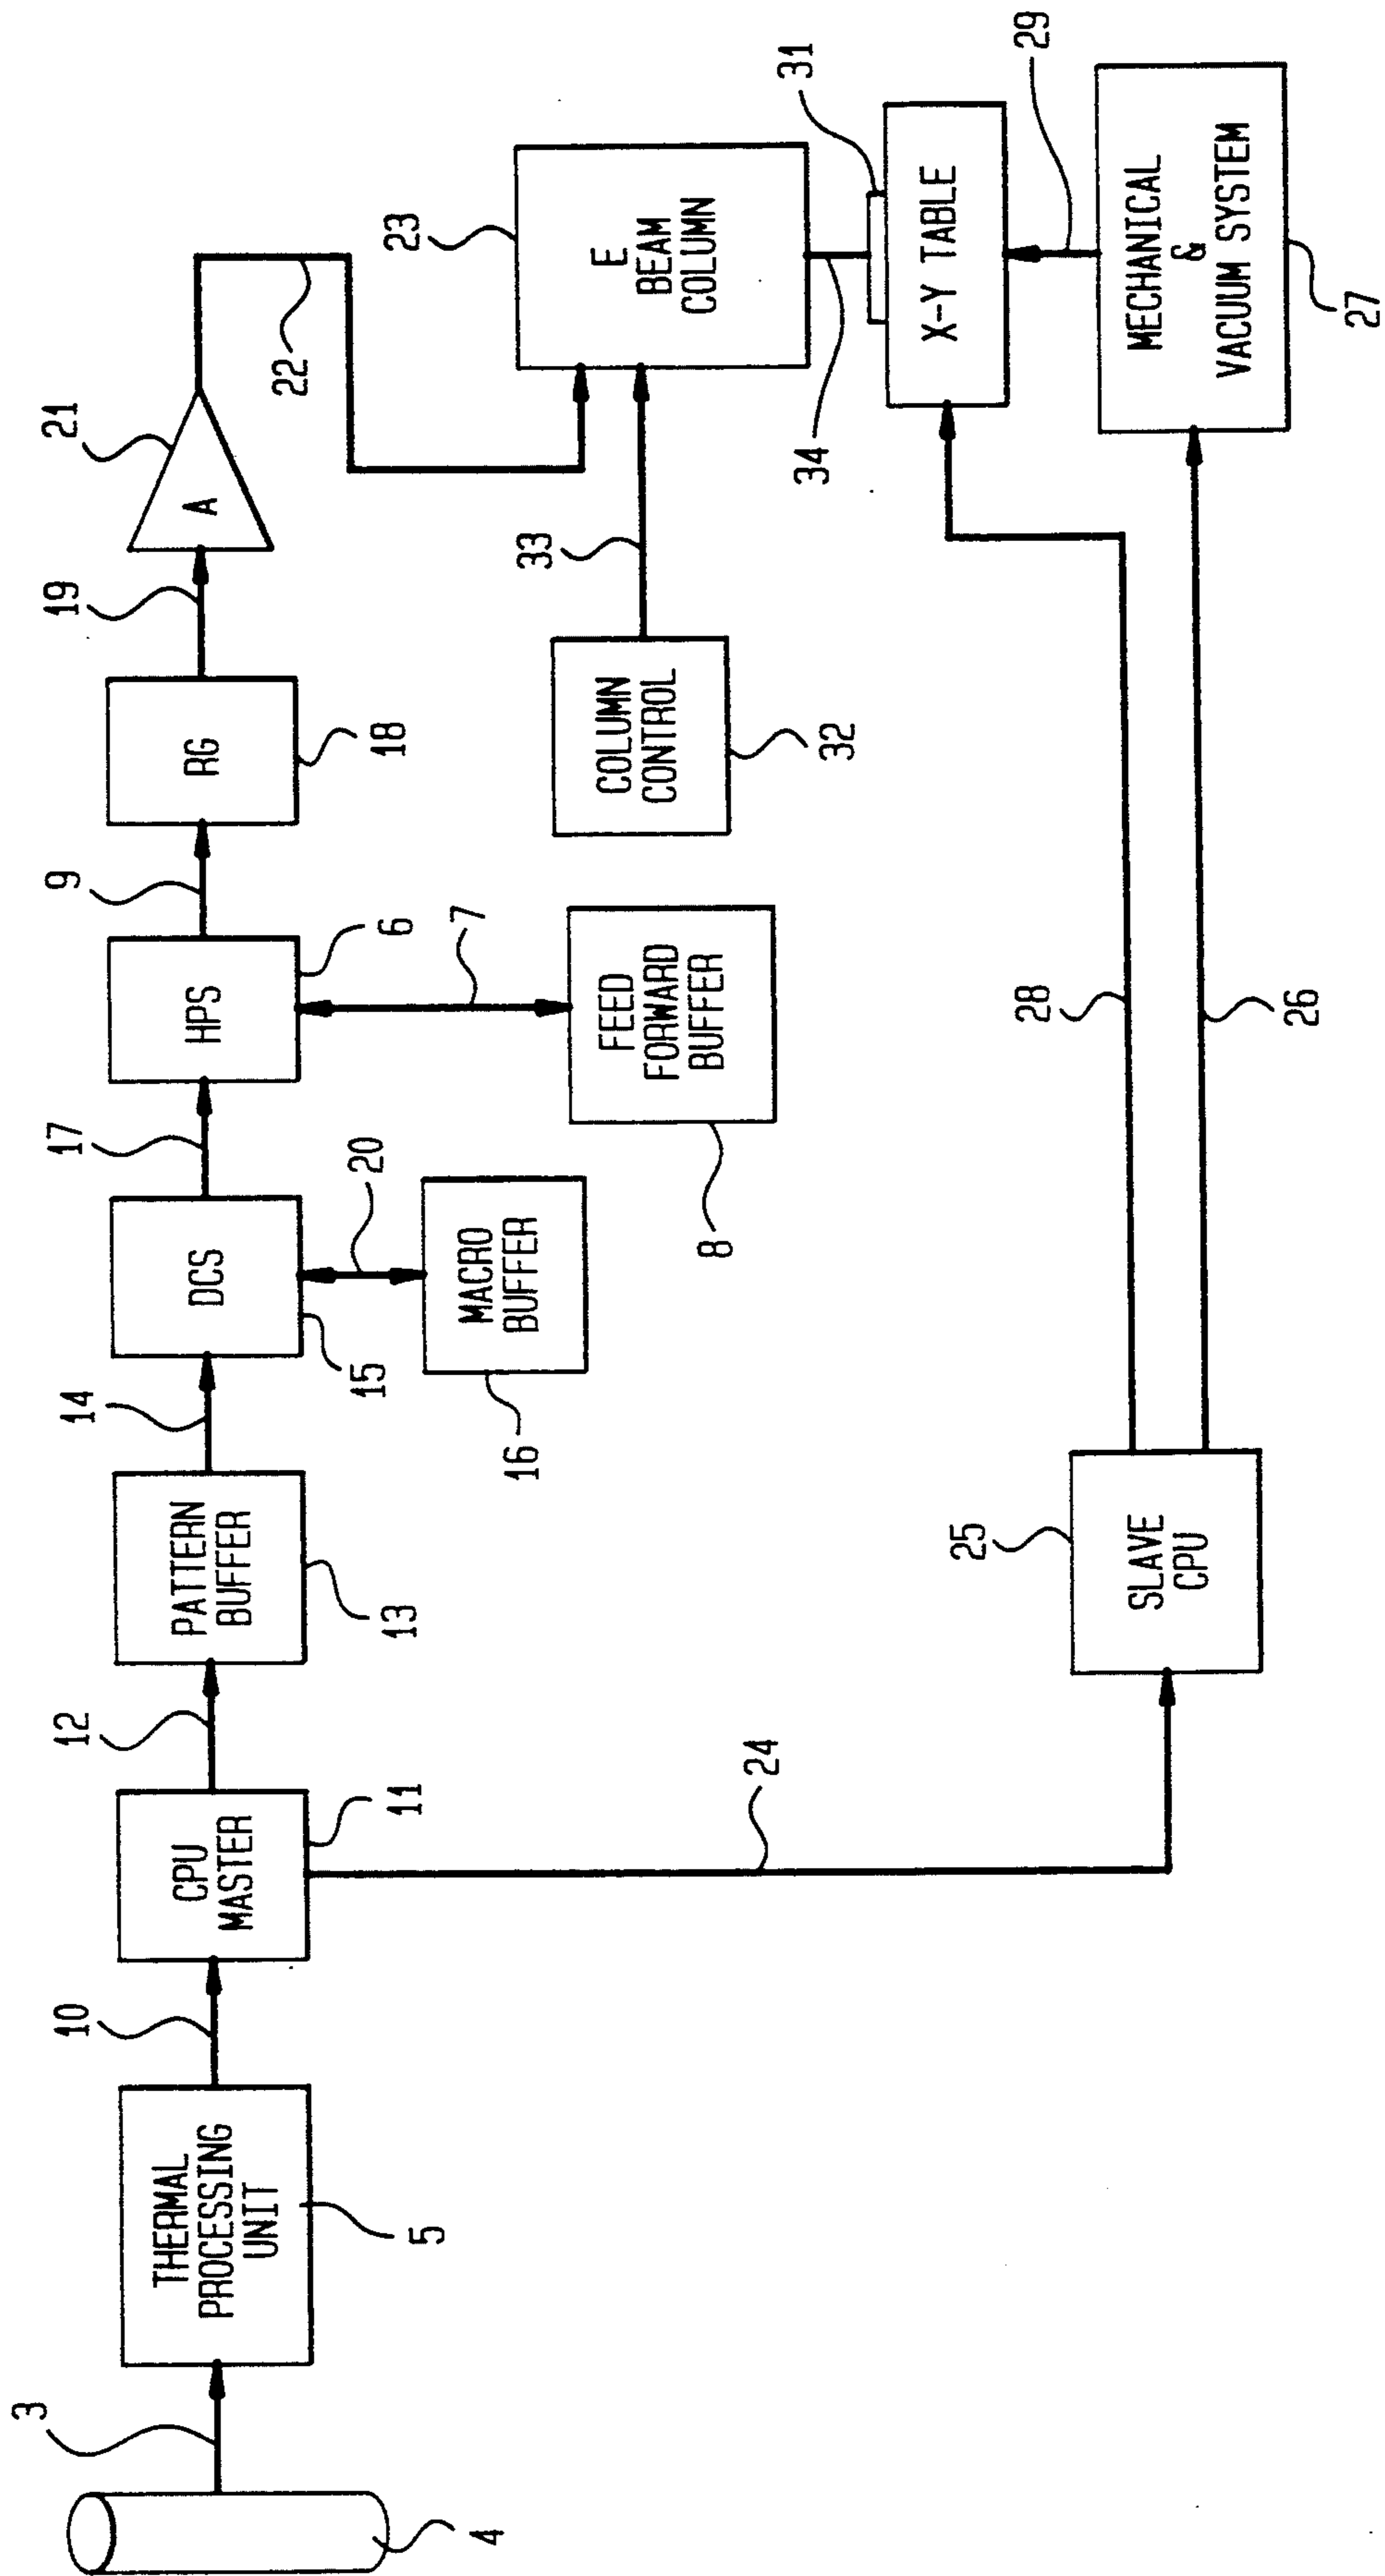 3
4
THERMAL
PROCESSING
UNIT
5
10
CPU
MASTER
11
12
PATTERN
BUFFER
13
14
DCS
15
20
MACRO
BUFFER
16
17
HPS
6
7
FEED
FORWARD
BUFFER
8
9
RG
18
19
A
21
22
E
BEAM
COLUMN
23
COLUMN
CONTROL
32
33
34
31
X-Y TABLE
29
MECHANICAL
&
VACUUM SYSTEM
27
24
SLAVE
CPU
25
28
26